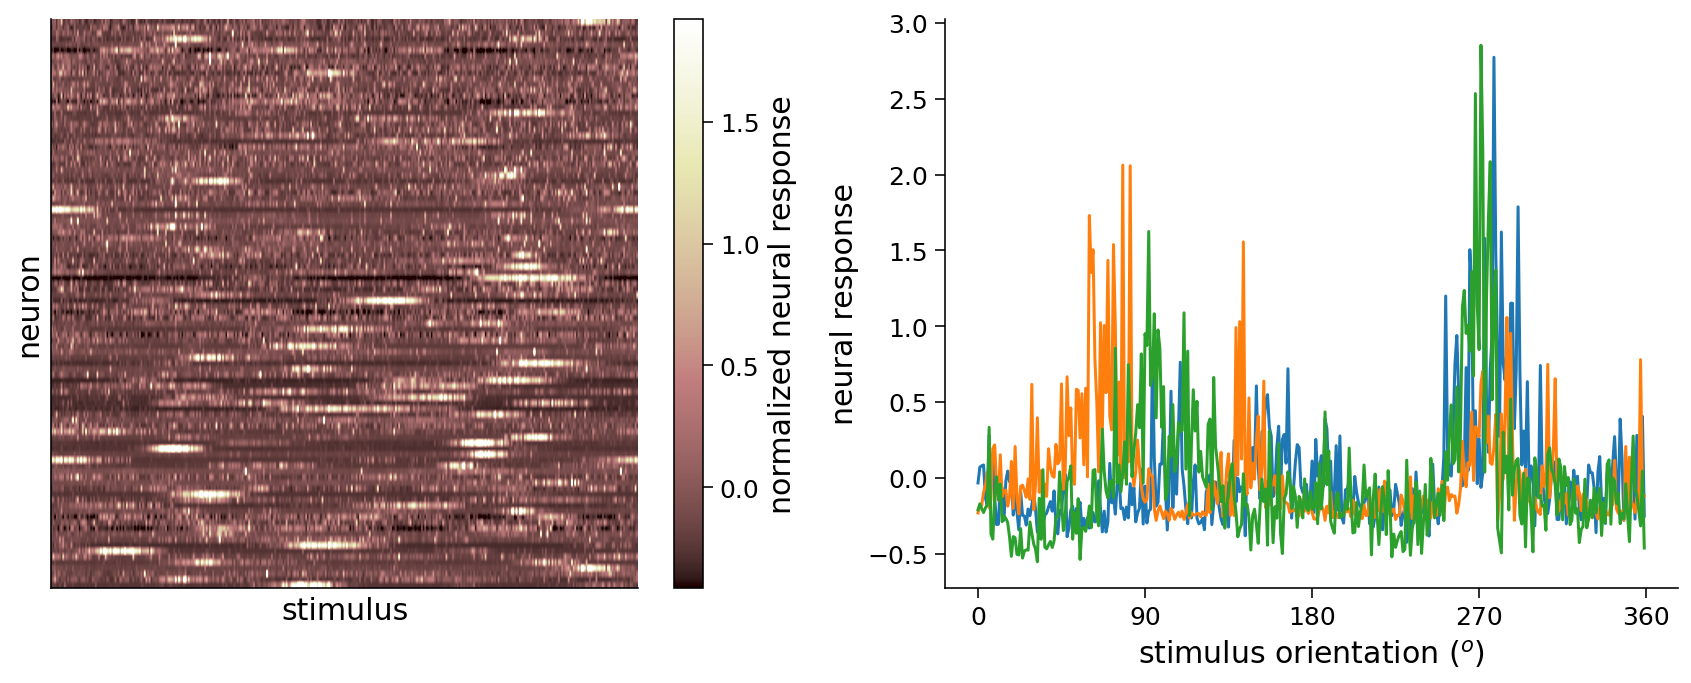 neuron
stimulus
1.5
1.0
0.5
0.0
normalized neural response
neural response
3.0
2.5
2.0
1.5
1.0
0.5
0.0
−0.5
0 90 180 270 360
stimulus orientation (o)